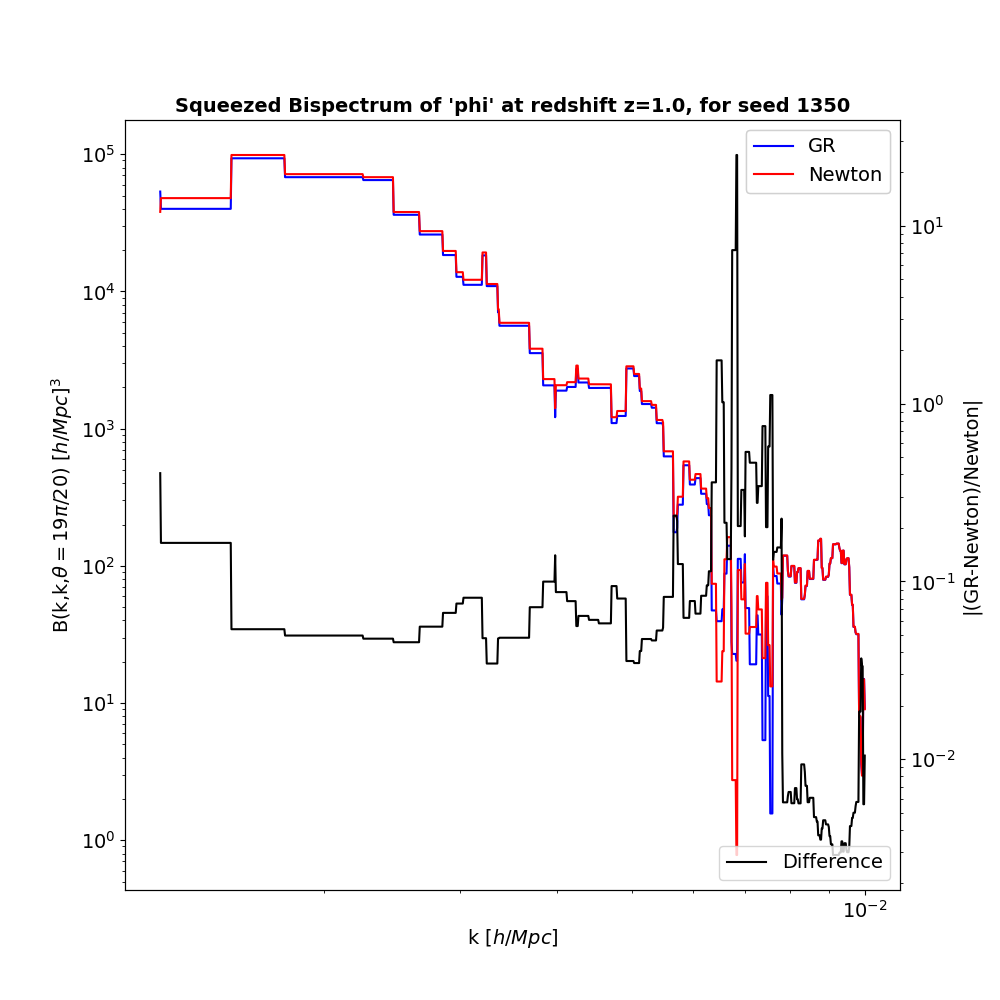 Squeezed Bispectrum of 'phi' at redshift z=1.0, for seed 1350
GR
Newton
10^5
10^4
10^3
10^2
10^1
10^0
B(k,k,θ = 19π/20) [h/Mpc]^3
10^1
10^0
10^-1
10^-2
|(GR-Newton)/Newton|
Difference
10^-2
k [h/Mpc]